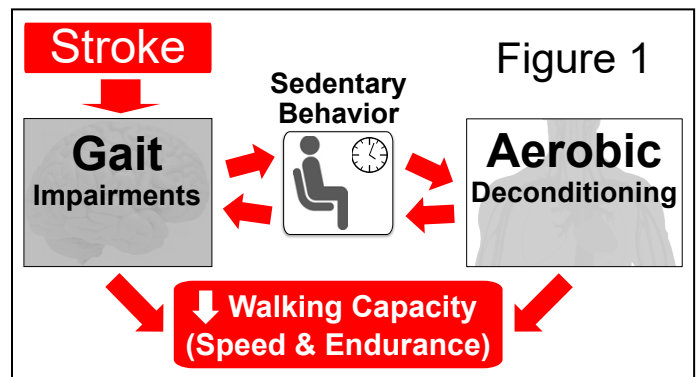 Stroke
Figure 1
Sedentary
Behavior
Gait
Impairments
Aerobic
Deconditioning
Walking Capacity
(Speed & Endurance)